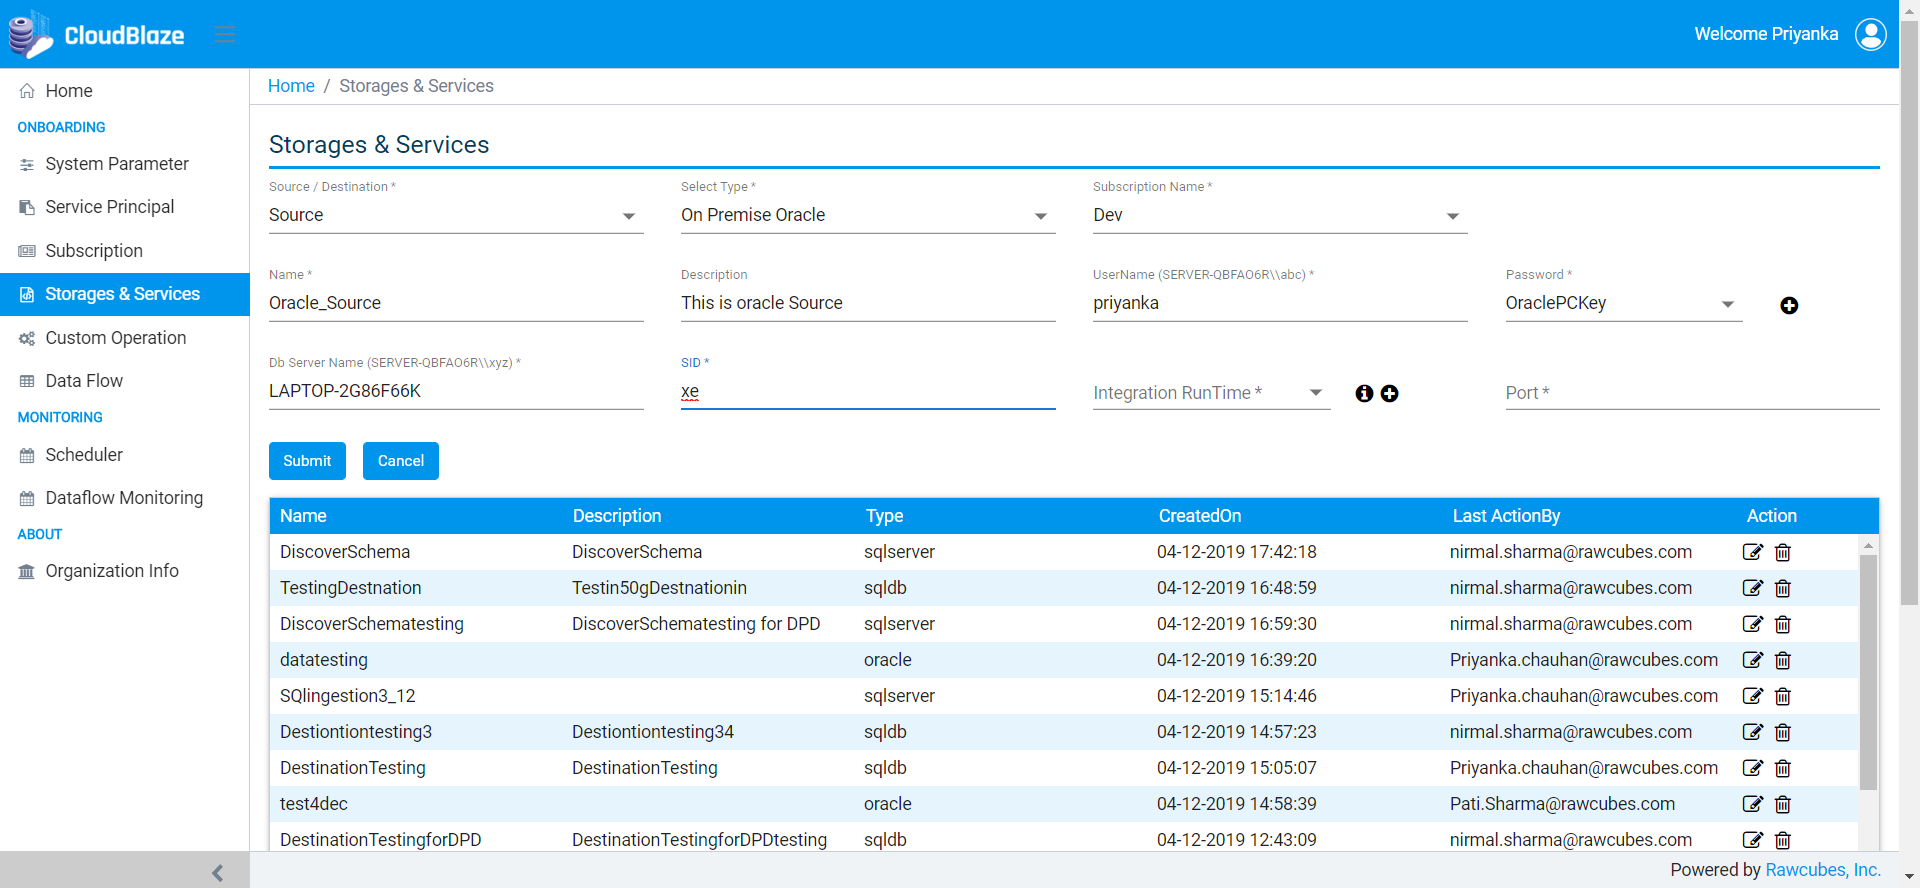 CloudBlaze
Welcome Priyanka
Home
ONBOARDING
System Parameter
Service Principal
Subscription
Storages & Services
Custom Operation
Data Flow
MONITORING
Scheduler
Dataflow Monitoring
ABOUT
Organization Info
Home / Storages & Services
Storages & Services
Source / Destination * Select Type * Subscription Name *
Source On Premise Oracle Dev
Name * Description UserName (SERVER-QBFAO6R\\abc) * Password *
Oracle_Source This is oracle Source priyanka OraclePCKey
Db Server Name (SERVER-QBFAO6R\\xyz) * SID *
LAPTOP-2G86F66K xe Integration RunTime * Port *
Submit Cancel
Name Description Type CreatedOn Last ActionBy Action
DiscoverSchema DiscoverSchema sqlserver 04-12-2019 17:42:18 nirmal.sharma@rawcubes.com
TestingDestnation Testin50gDestnationin sqldb 04-12-2019 16:48:59 nirmal.sharma@rawcubes.com
DiscoverSchematesting DiscoverSchematesting for DPD sqlserver 04-12-2019 16:59:30 nirmal.sharma@rawcubes.com
datatesting oracle 04-12-2019 16:39:20 Priyanka.chauhan@rawcubes.com
SQlingestion3_12 sqlserver 04-12-2019 15:14:46 Priyanka.chauhan@rawcubes.com
Destiontiontesting3 Destiontiontesting34 sqldb 04-12-2019 14:57:23 nirmal.sharma@rawcubes.com
DestinationTesting DestinationTesting sqldb 04-12-2019 15:05:07 Priyanka.chauhan@rawcubes.com
test4dec oracle 04-12-2019 14:58:39 Pati.Sharma@rawcubes.com
DestinationTestingforDPD DestinationTestingforDPDtesting sqldb 04-12-2019 12:43:09 nirmal.sharma@rawcubes.com
Powered by Rawcubes, Inc.